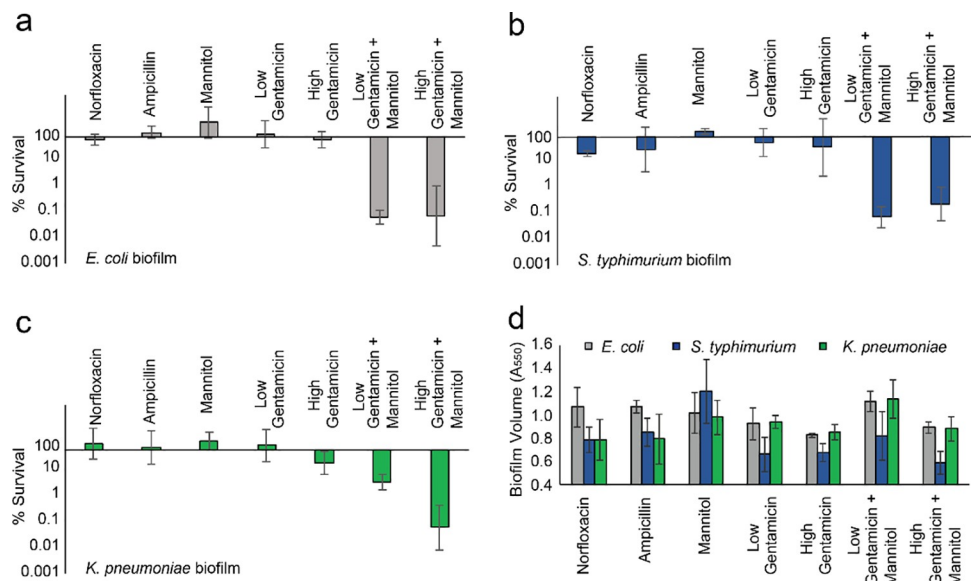 a
Norfloxacin
Ampicillin
Mannitol
Low
Gentamicin
High
Gentamicin
Low
Gentamicin +
Mannitol
High
Gentamicin +
Mannitol
% Survival
100
10
1
0.1
0.01
0.001
E. coli biofilm
b
Norfloxacin
Ampicillin
Mannitol
Low
Gentamicin
High
Gentamicin
Low
Gentamicin +
Mannitol
High
Gentamicin +
Mannitol
% Survival
100
10
1
0.1
0.01
0.001
S. typhimurium biofilm
c
Norfloxacin
Ampicillin
Mannitol
Low
Gentamicin
High
Gentamicin
Low
Gentamicin +
Mannitol
High
Gentamicin +
Mannitol
% Survival
100
10
1
0.1
0.01
0.001
K. pneumoniae biofilm
d
E. coli
S. typhimurium
K. pneumoniae
Biofilm Volume (A550)
1.6
1.4
1.2
1.0
0.8
0.6
0.4
Norfloxacin
Ampicillin
Mannitol
Low
Gentamicin
High
Gentamicin
Low
Gentamicin +
Mannitol
High
Gentamicin +
Mannitol